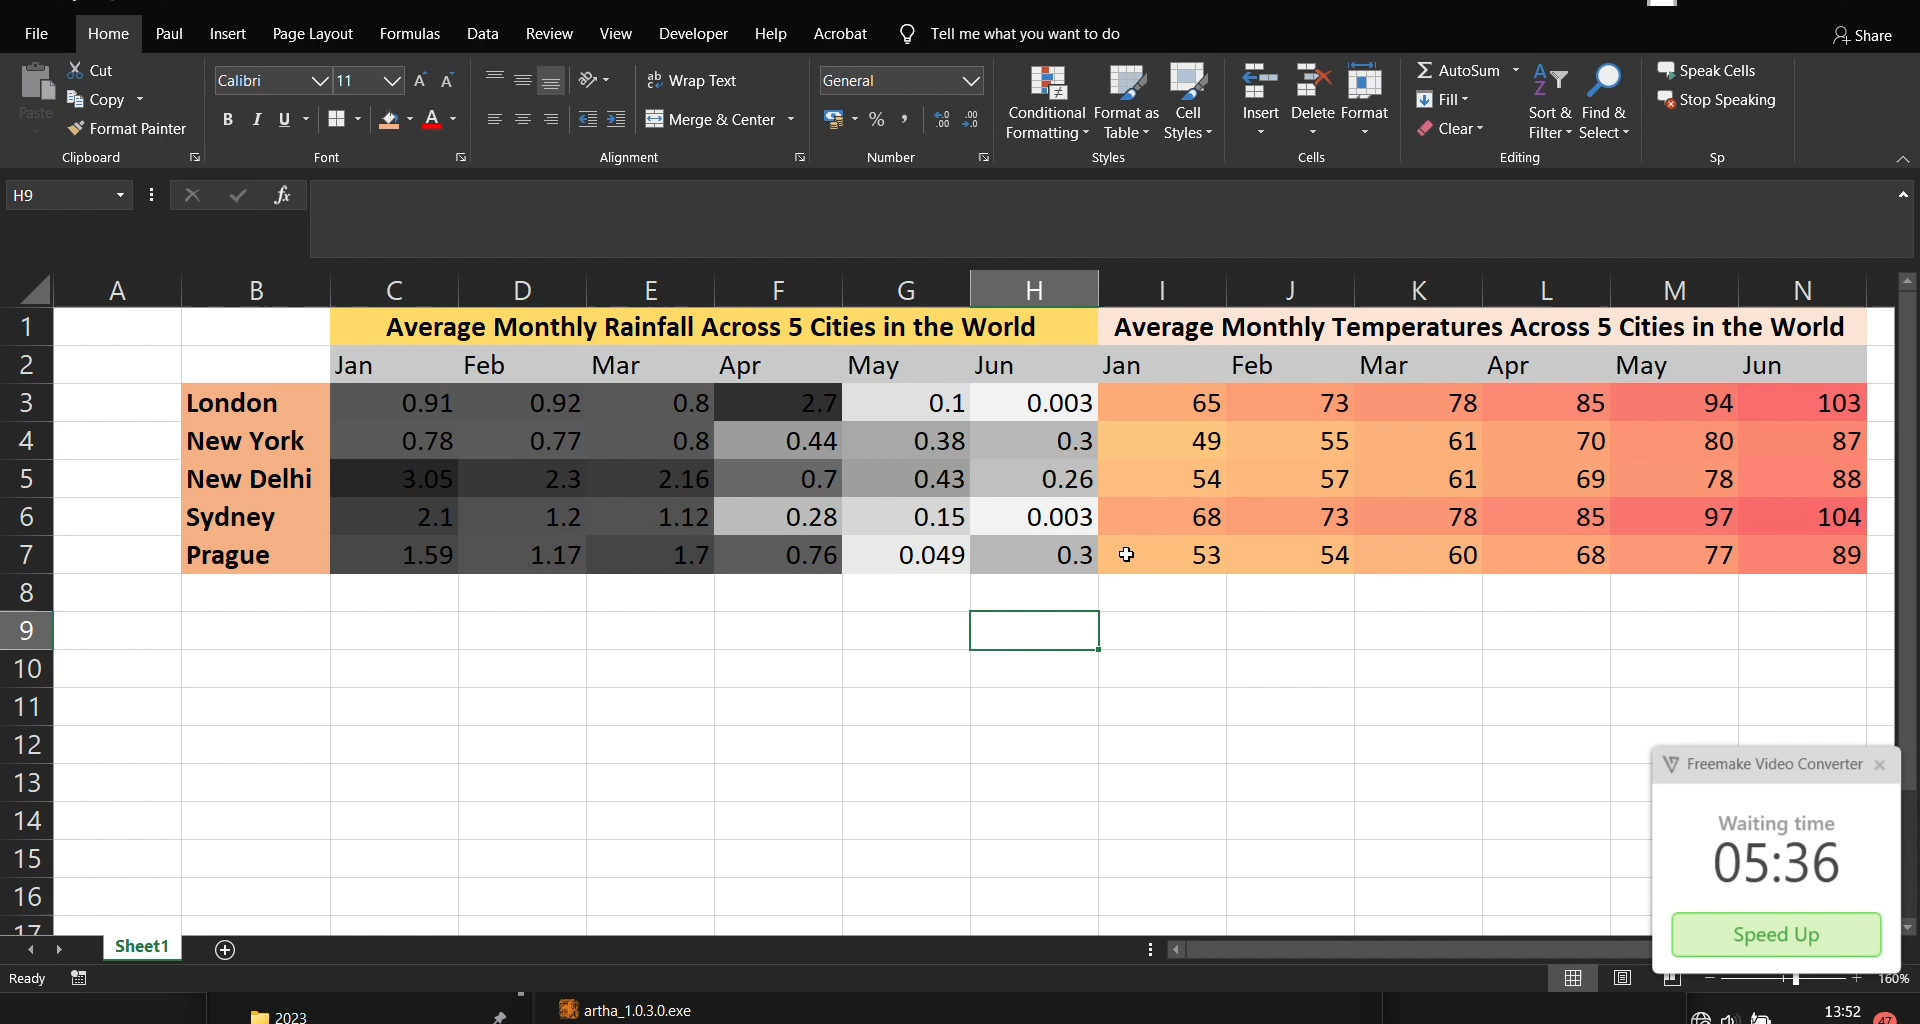 File Home Paul Insert Page Layout Formulas Data Review View Developer Help Acrobat Tell me what you want to do Share
Paste
Cut
Copy
Format Painter
Clipboard
Calibri 11
B I U
Font
Wrap Text
Merge & Center
Alignment
General
Number
Conditional Formatting
Format as Table
Cell Styles
Styles
Insert Delete Format
Cells
AutoSum
Fill
Clear
Sort & Filter
Find & Select
Editing
Speak Cells
Stop Speaking
Sp
H9 fx
A B C D E F G H I J K L M N
1 Average Monthly Rainfall Across 5 Cities in the World Average Monthly Temperatures Across 5 Cities in the World
2 Jan Feb Mar Apr May Jun Jan Feb Mar Apr May Jun
3 London 0.91 0.92 0.8 2.7 0.1 0.003 65 73 78 85 94 103
4 New York 0.78 0.77 0.8 0.44 0.38 0.3 49 55 61 70 80 87
5 New Delhi 3.05 2.3 2.16 0.7 0.43 0.26 54 57 61 69 78 88
6 Sydney 2.1 1.2 1.12 0.28 0.15 0.003 68 73 78 85 97 104
7 Prague 1.59 1.17 1.7 0.76 0.049 0.3 53 54 60 68 77 89
8
9
10
11
12
13
14
15
16
17
Freemake Video Converter
Waiting time
05:36
Speed Up
Sheet1
Ready 160%
2023 artha_1.0.3.0.exe 13:52 47